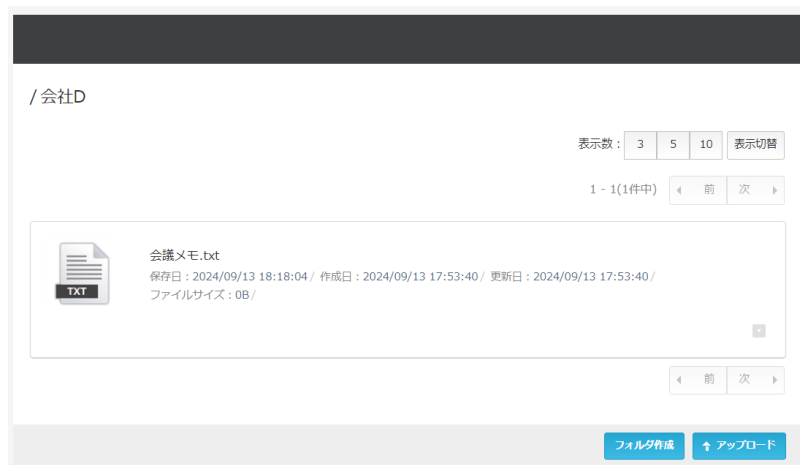 / 会社D
表示数 : 3 5 10 表示切替
1 - 1(1件中) 前 次
会議メモ.txt
保存日 : 2024/09/13 18:18:04 / 作成日 : 2024/09/13 17:53:40 / 更新日 : 2024/09/13 17:53:40 /
TXT
ファイルサイズ : 0B /
前 次
フォルダ作成 アップロード